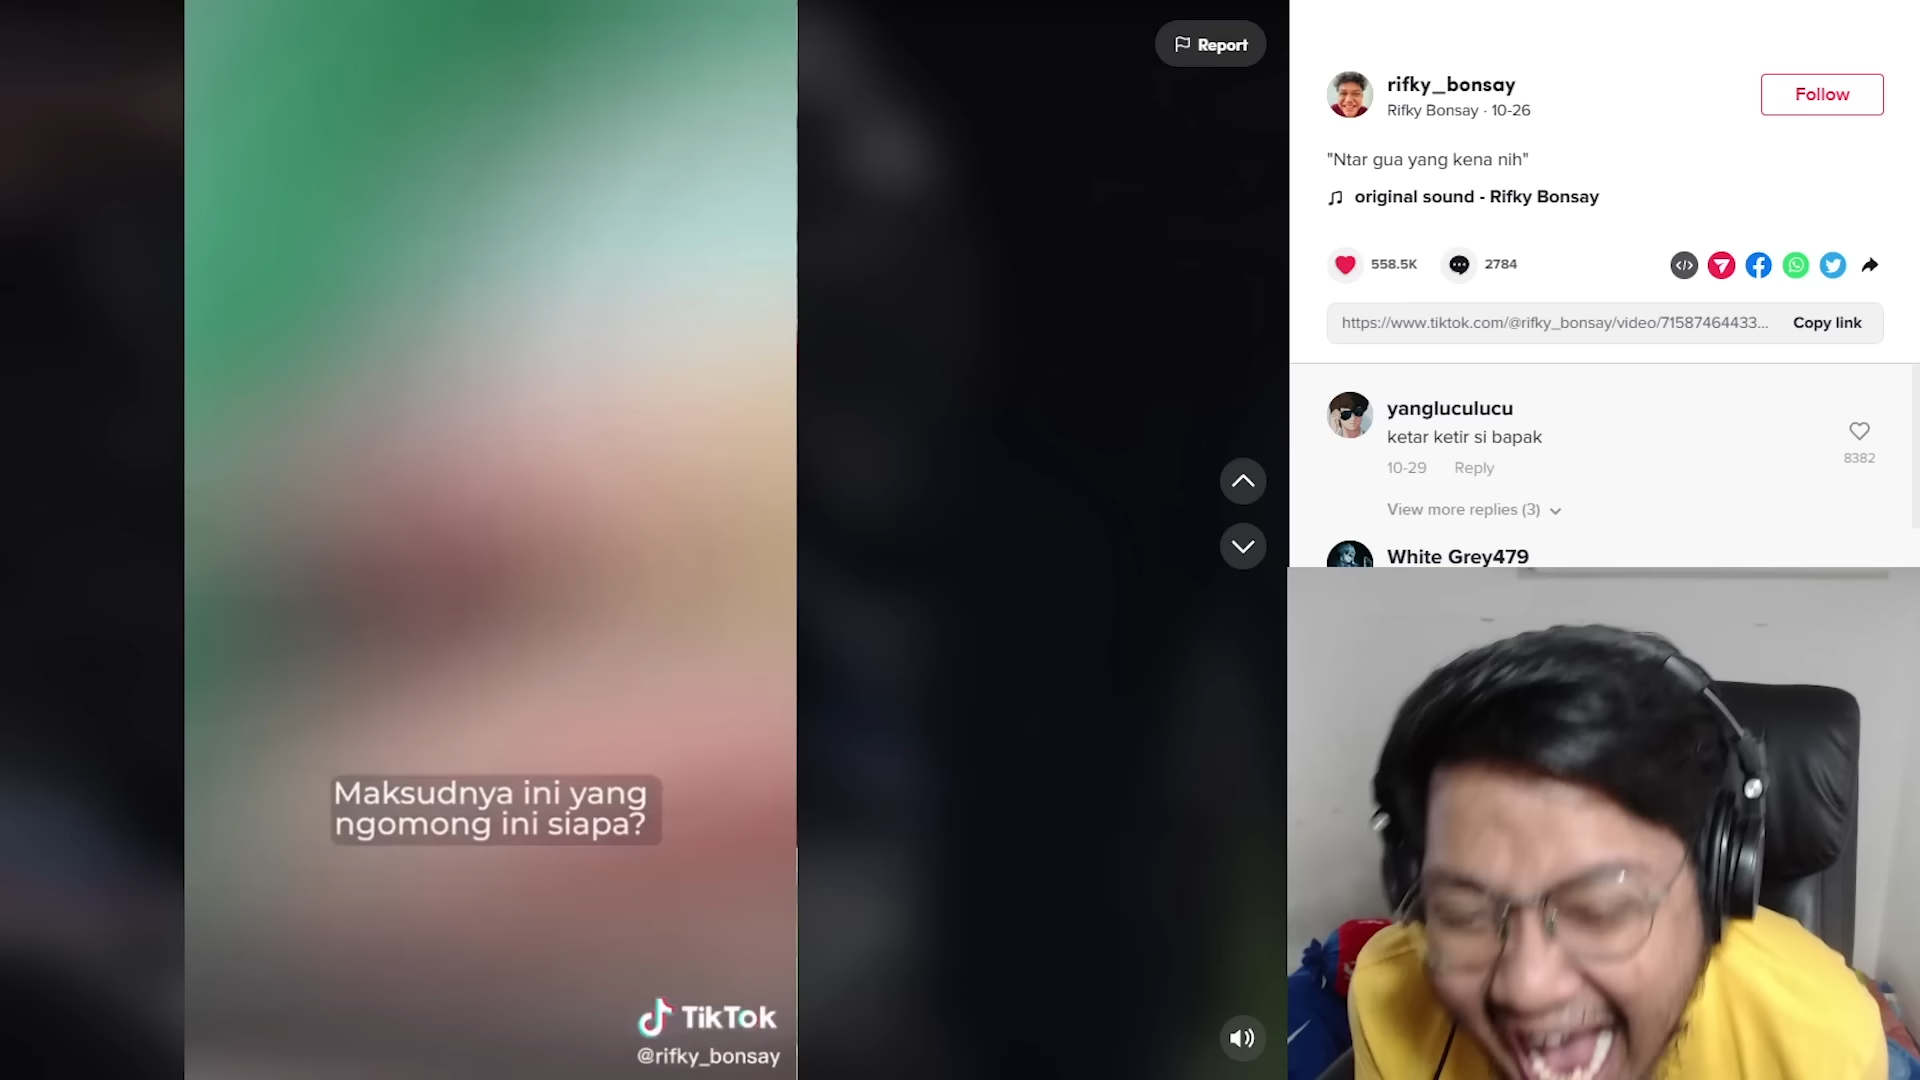 Report
rifky_bonsay
Rifky Bonsay · 10-26
Follow
"Ntar gua yang kena nih"
original sound - Rifky Bonsay
558.5K
2784
https://www.tiktok.com/@rifky_bonsay/video/71587464433...
Copy link
yangluculucu
ketar ketir si bapak
8382
10-29
Reply
View more replies (3)
White Grey479
Maksudnya ini yang
ngomong ini siapa?
TikTok
@rifky_bonsay